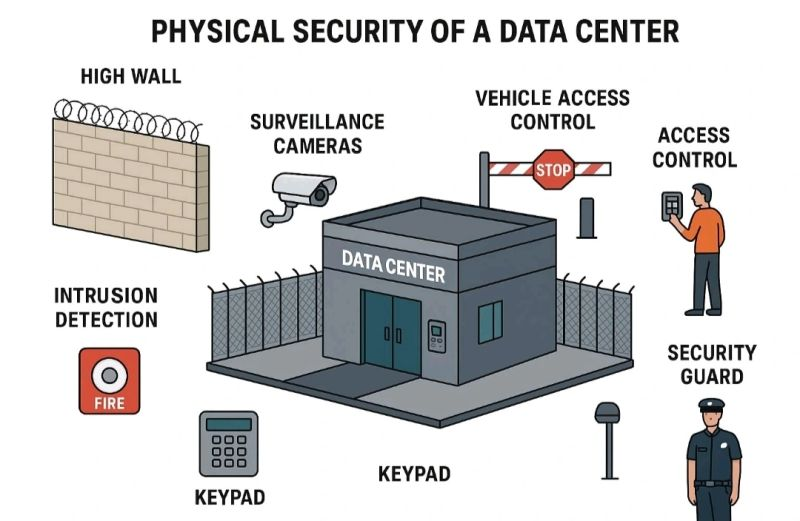 PHYSICAL SECURITY OF A DATA CENTER
HIGH WALL
SURVEILLANCE
CAMERAS
VEHICLE ACCESS
CONTROL
STOP
ACCESS
CONTROL
DATA CENTER
INTRUSION
DETECTION
FIRE
SECURITY
GUARD
KEYPAD
KEYPAD